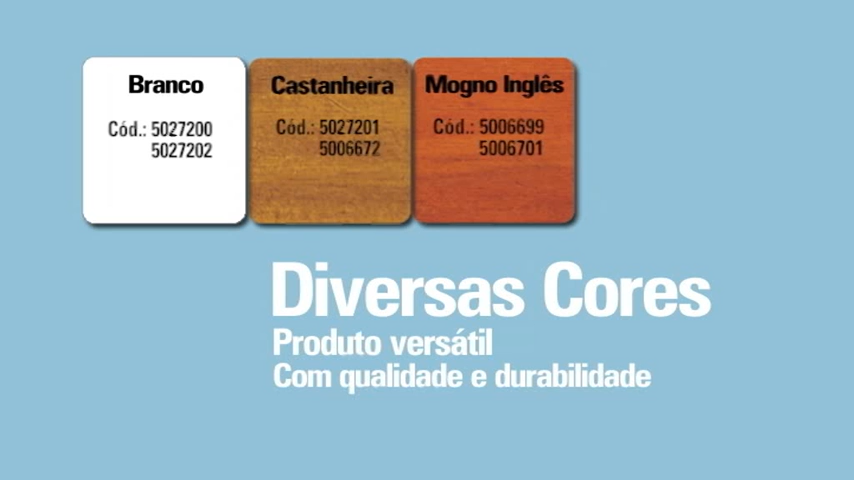 Branco
Cód.: 5027200
5027202
Castanheira
Cód.: 5027201
5006672
Mogno Inglês
Cód.: 5006699
5006701
Diversas Cores
Produto versátil
Com qualidade e durabilidade